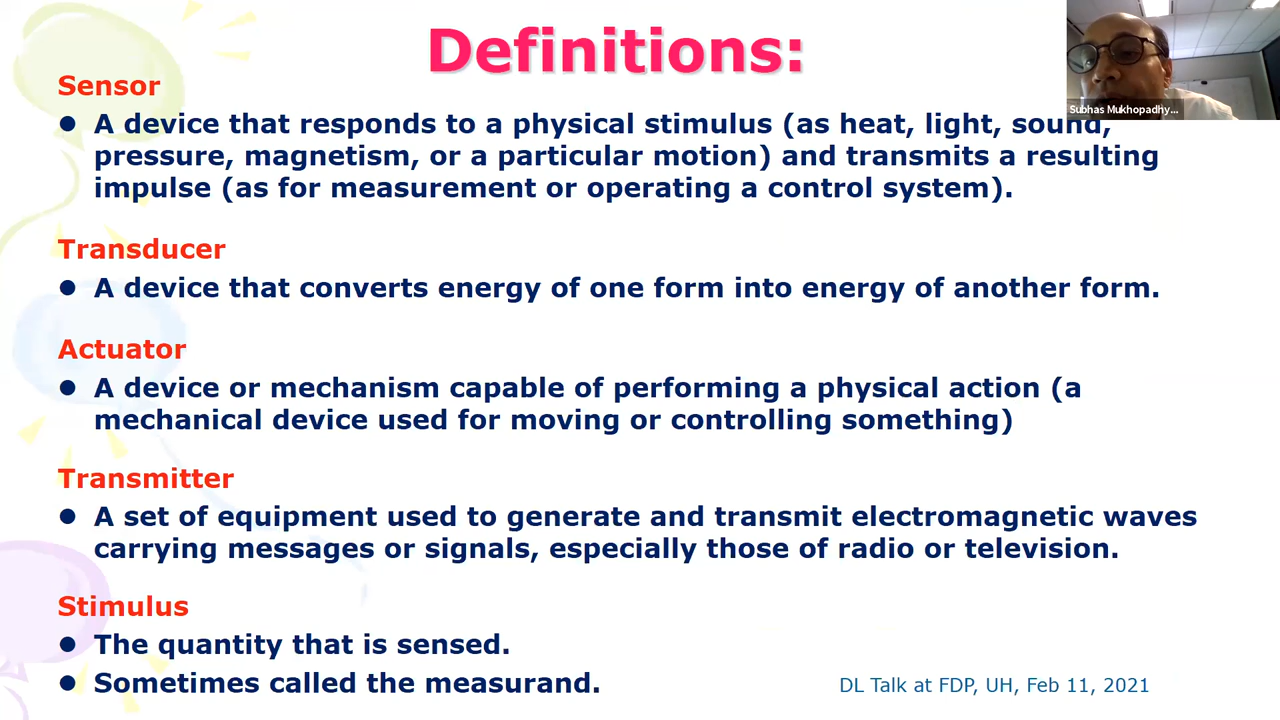 Definitions:
Subhas Mukhopadhy...
Sensor
● A device that responds to a physical stimulus (as heat, light, sound,
pressure, magnetism, or a particular motion) and transmits a resulting
impulse (as for measurement or operating a control system).
Transducer
● A device that converts energy of one form into energy of another form.
Actuator
● A device or mechanism capable of performing a physical action (a
mechanical device used for moving or controlling something)
Transmitter
● A set of equipment used to generate and transmit electromagnetic waves
carrying messages or signals, especially those of radio or television.
Stimulus
● The quantity that is sensed.
● Sometimes called the measurand.
DL Talk at FDP, UH, Feb 11, 2021